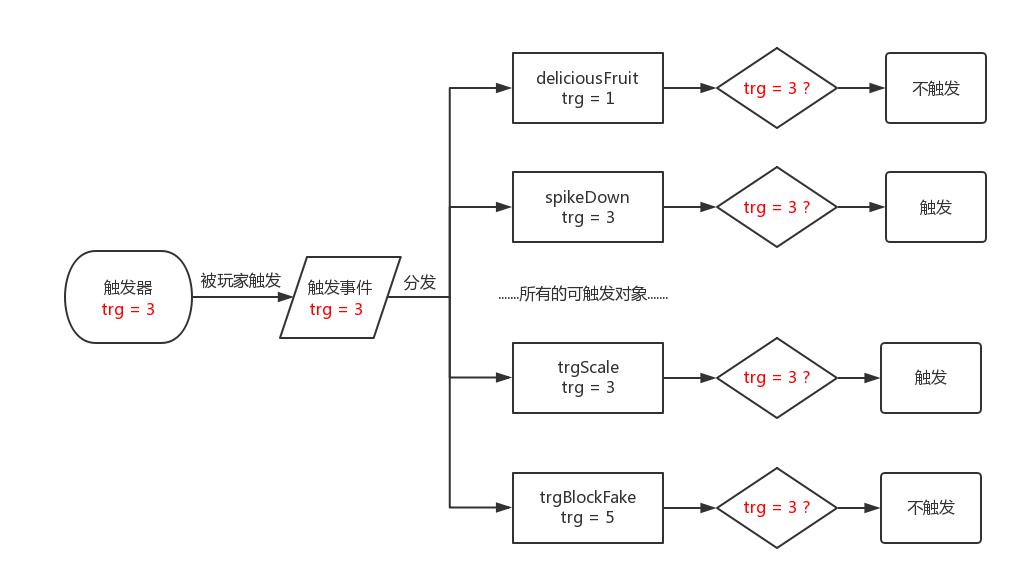 deliciousFruit
trg = 1
trg = 3 ?
不触发
spikeDown
trg = 3
trg = 3 ?
触发
触发器
trg = 3
被玩家触发
触发事件
trg = 3
分发
.......所有的可触发对象.......
trgScale
trg = 3
trg = 3 ?
触发
trgBlockFake
trg = 5
trg = 3 ?
不触发